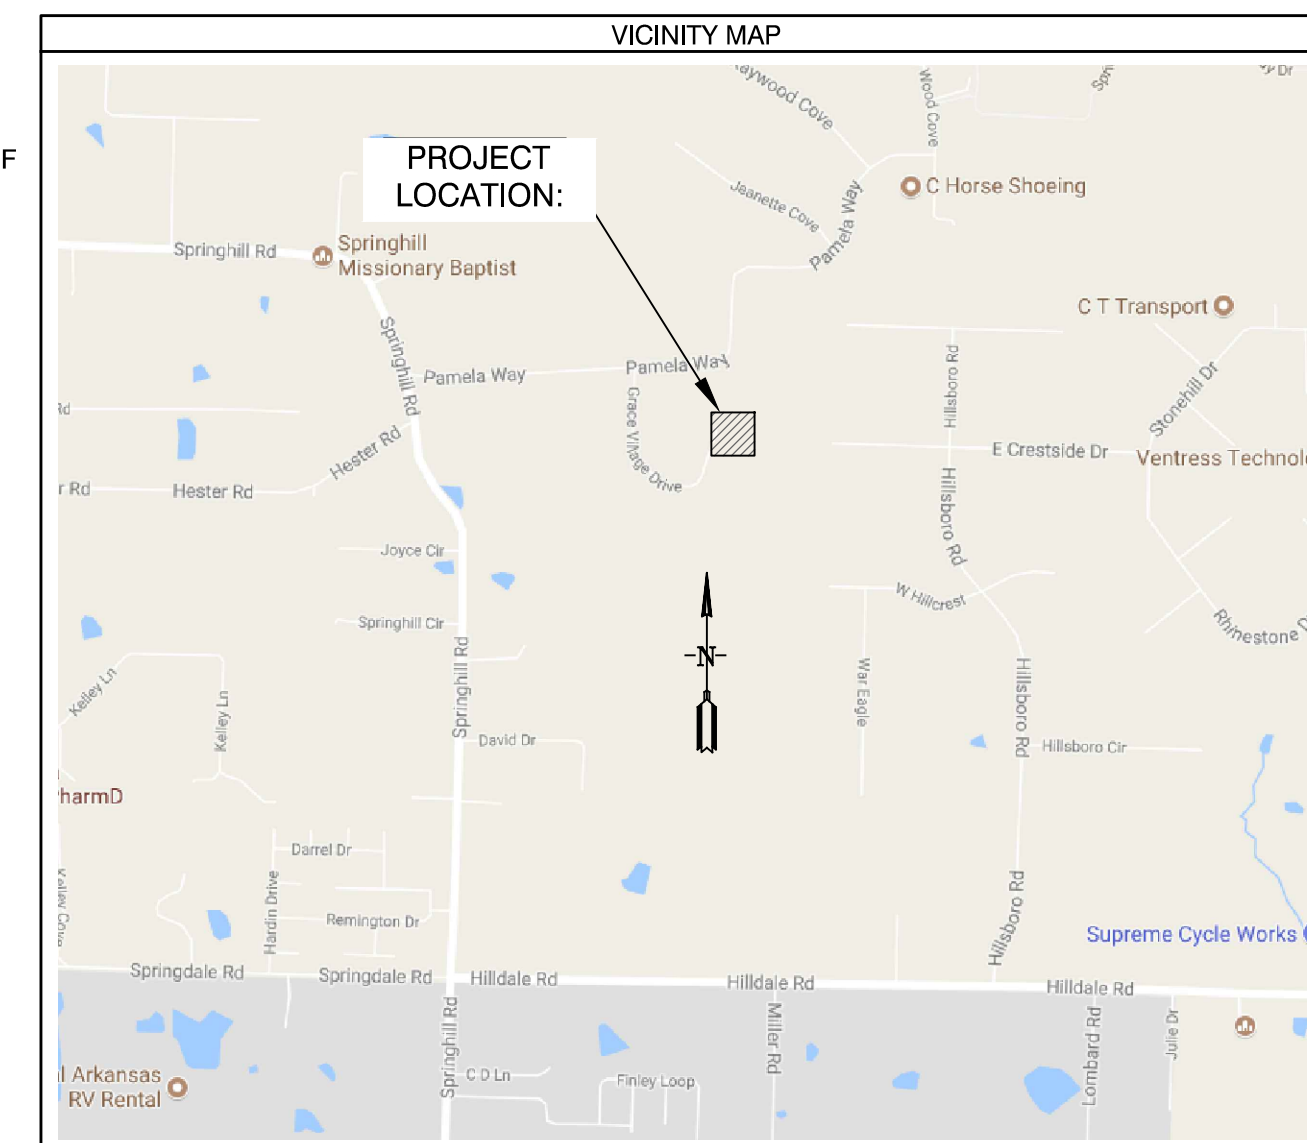 VICINITY MAP
F
PROJECT
LOCATION:
Wood Cove
C Horse Shoeing
Jeanette Cove
Pamela Way
Springhill Rd
Springhill
Missionary Baptist
C T Transport
Springhill Rd
Pamela Way
Pamela Way
Grace Village Drive
Hillsboro Rd
Stonehill Dr
Rd
Hester Rd
Hester Rd
r Rd
E Crestside Dr
Ventress Technol
Hillsboro Rd
Joyce Cir
W Hillcrest
Springhill Cir
Rhinestone D
N
Kelley Ln
Kelley Ln
Springhill Rd
War Eagle
Hillsboro Rd
David Dr
Hillsboro Cir
harmD
Darrel Dr
Hardin Drive
Kelley Cove
Remington Dr
Hillsboro Rd
Supreme Cycle Works
Springdale Rd
Springdale Rd
Hilldale Rd
Hilldale Rd
Hilldale Rd
Springhill Rd
Miller Rd
Lombard Rd
Julie Dr
l Arkansas
RV Rental
C D Ln
Finley Loop